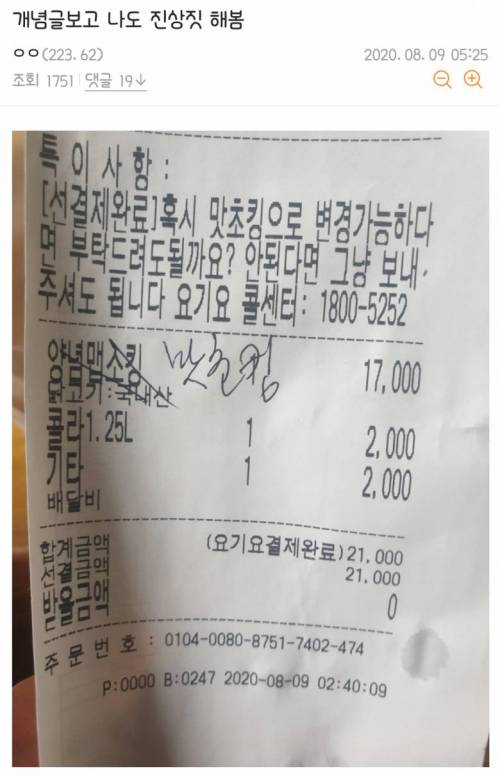 개념글보고 나도 진상짓 해봄
ㅇㅇ(223.62) 2020.08.09 05:25
조회 1751 댓글 19
특이사항 :
[선결제완료]혹시 맛초킹으로 변경가능하다
면 부탁드려도될까요? 안된다면 그냥 보내
주셔도 됩니다 요기요 콜센터: 1800-5252
양념맵초킹 맛초킹 17,000
닭고기:국내산
콜라1.25L 1 2,000
기타 1 2,000
배달비
합계금액 (요기요결제완료)21,000
선결금액 21,000
받을금액 0
주문번호 : 0104-0080-8751-7402-474
P:0000 B:0247 2020-08-09 02:40:09